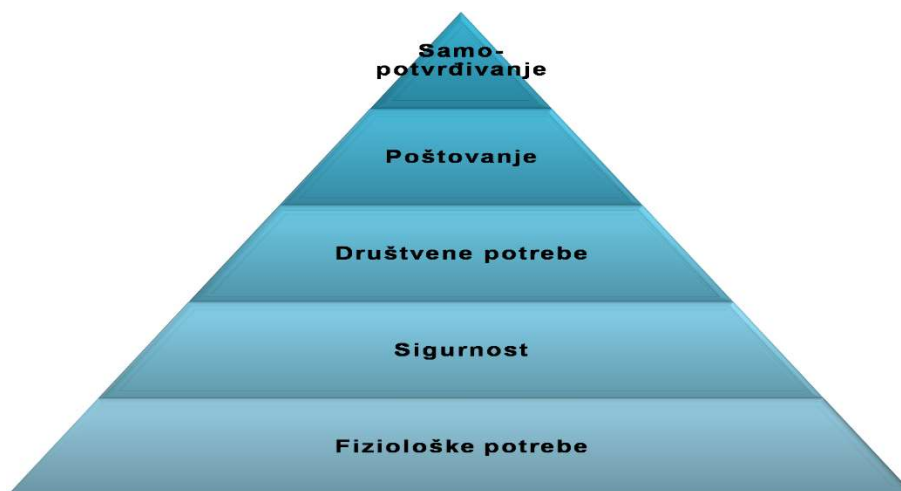 Samo-
potvrđivanje
Poštovanje
Društvene potrebe
Sigurnost
Fiziološke potrebe